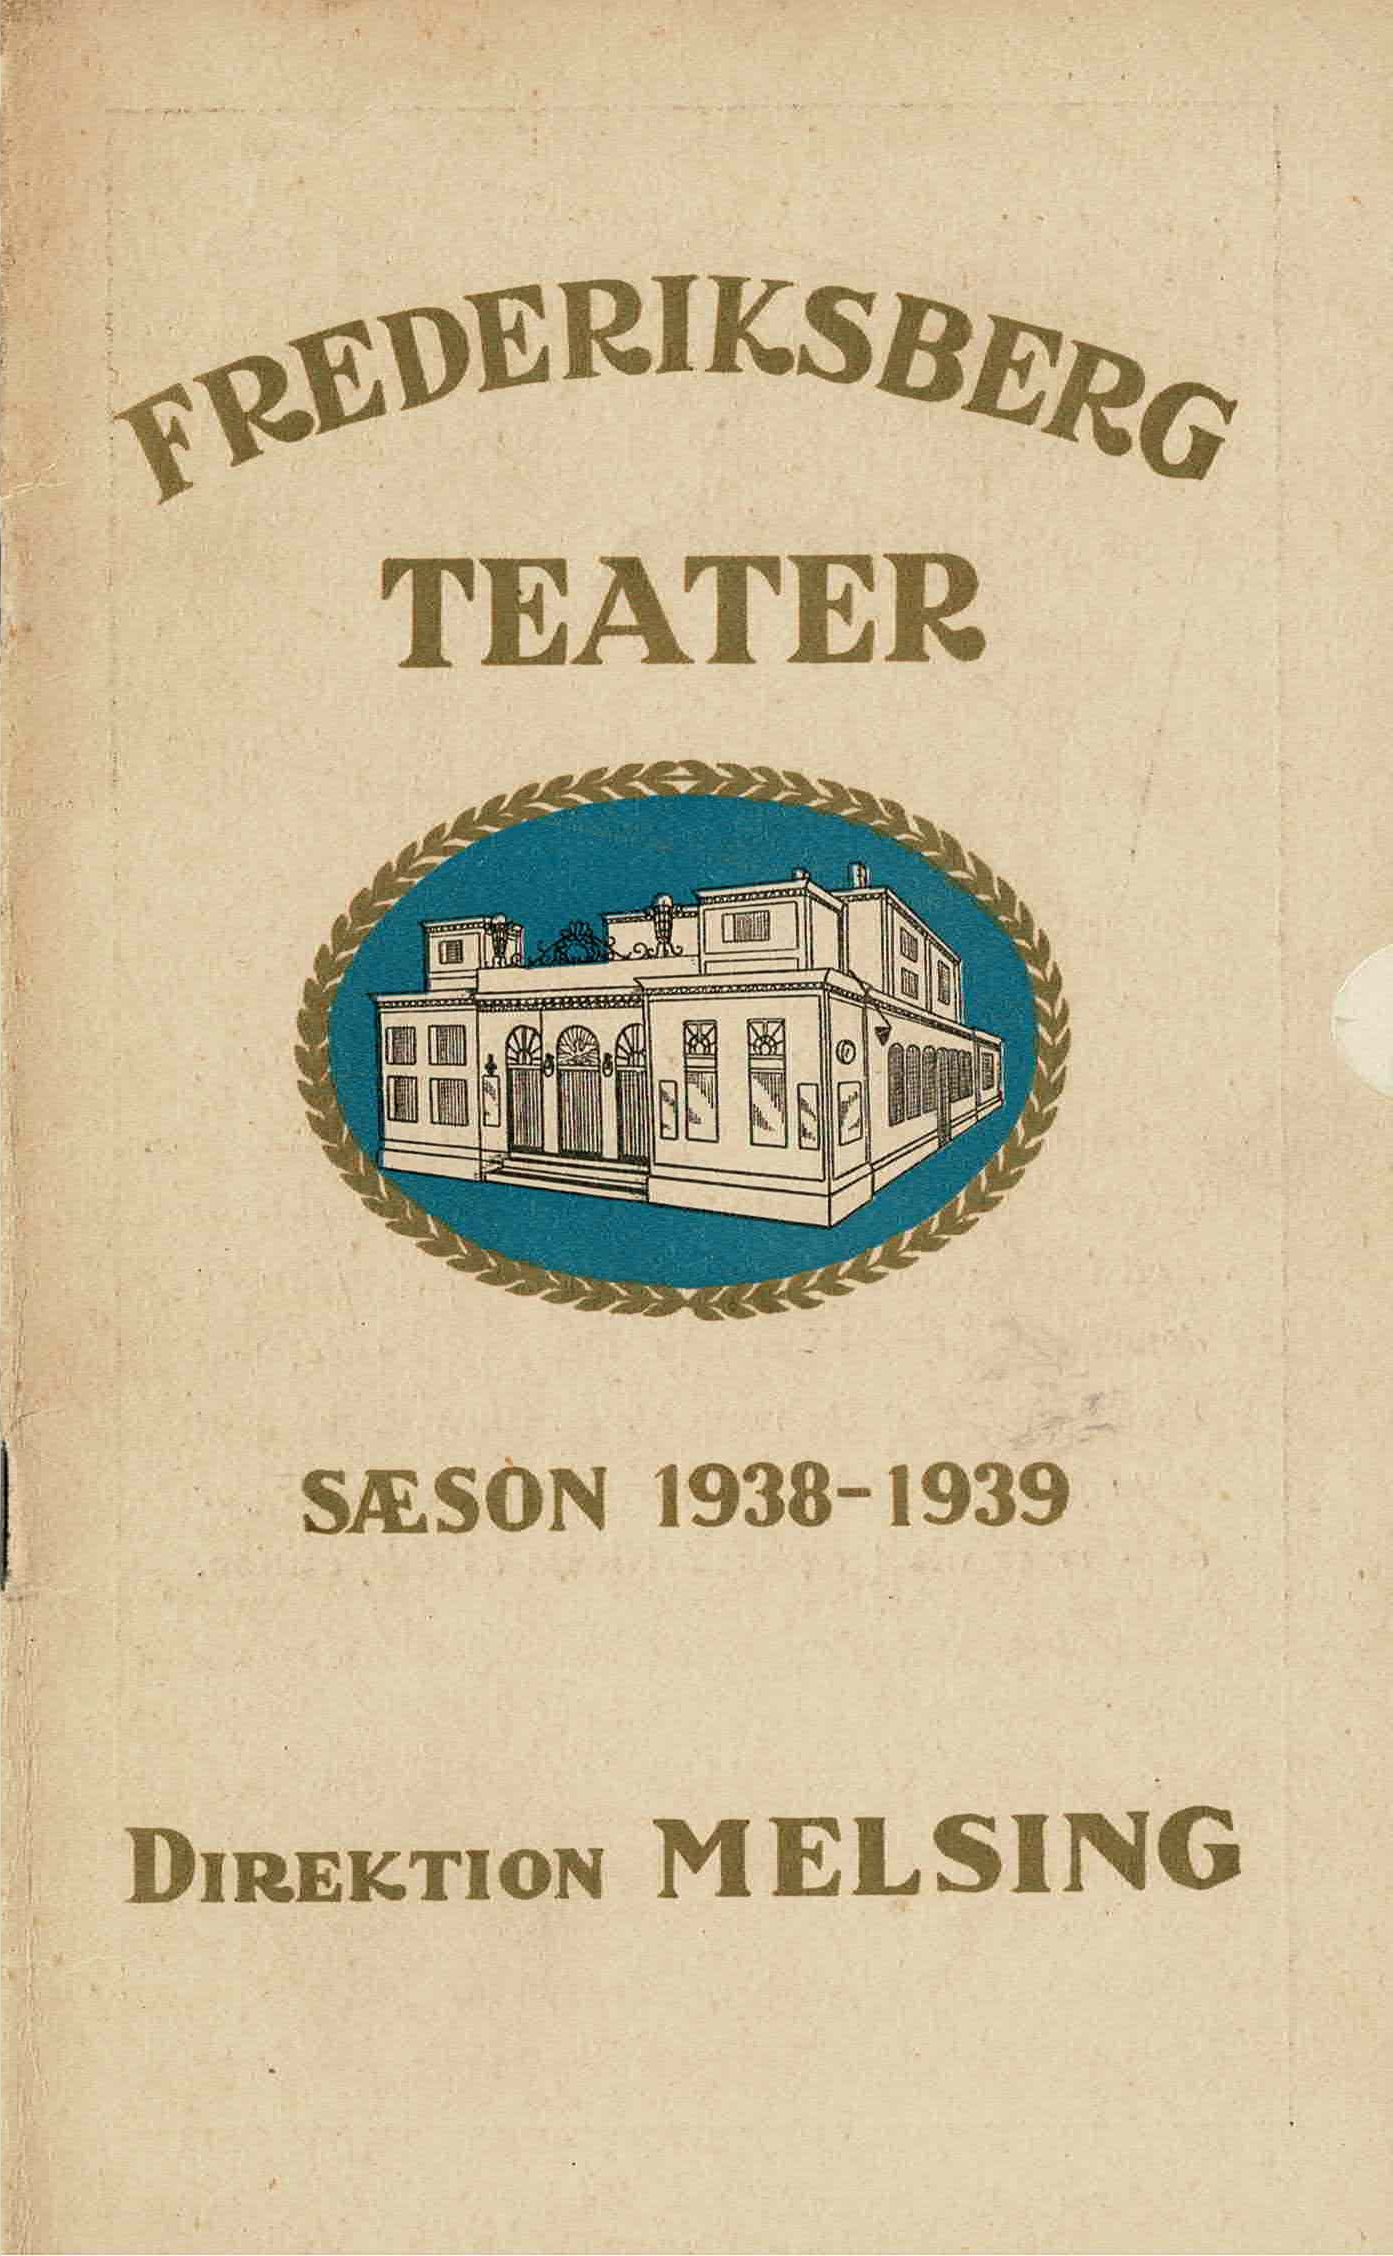 FREDERIKSBERG
TEATER
SÆSON 1938-1939
DIREKTION MELSING